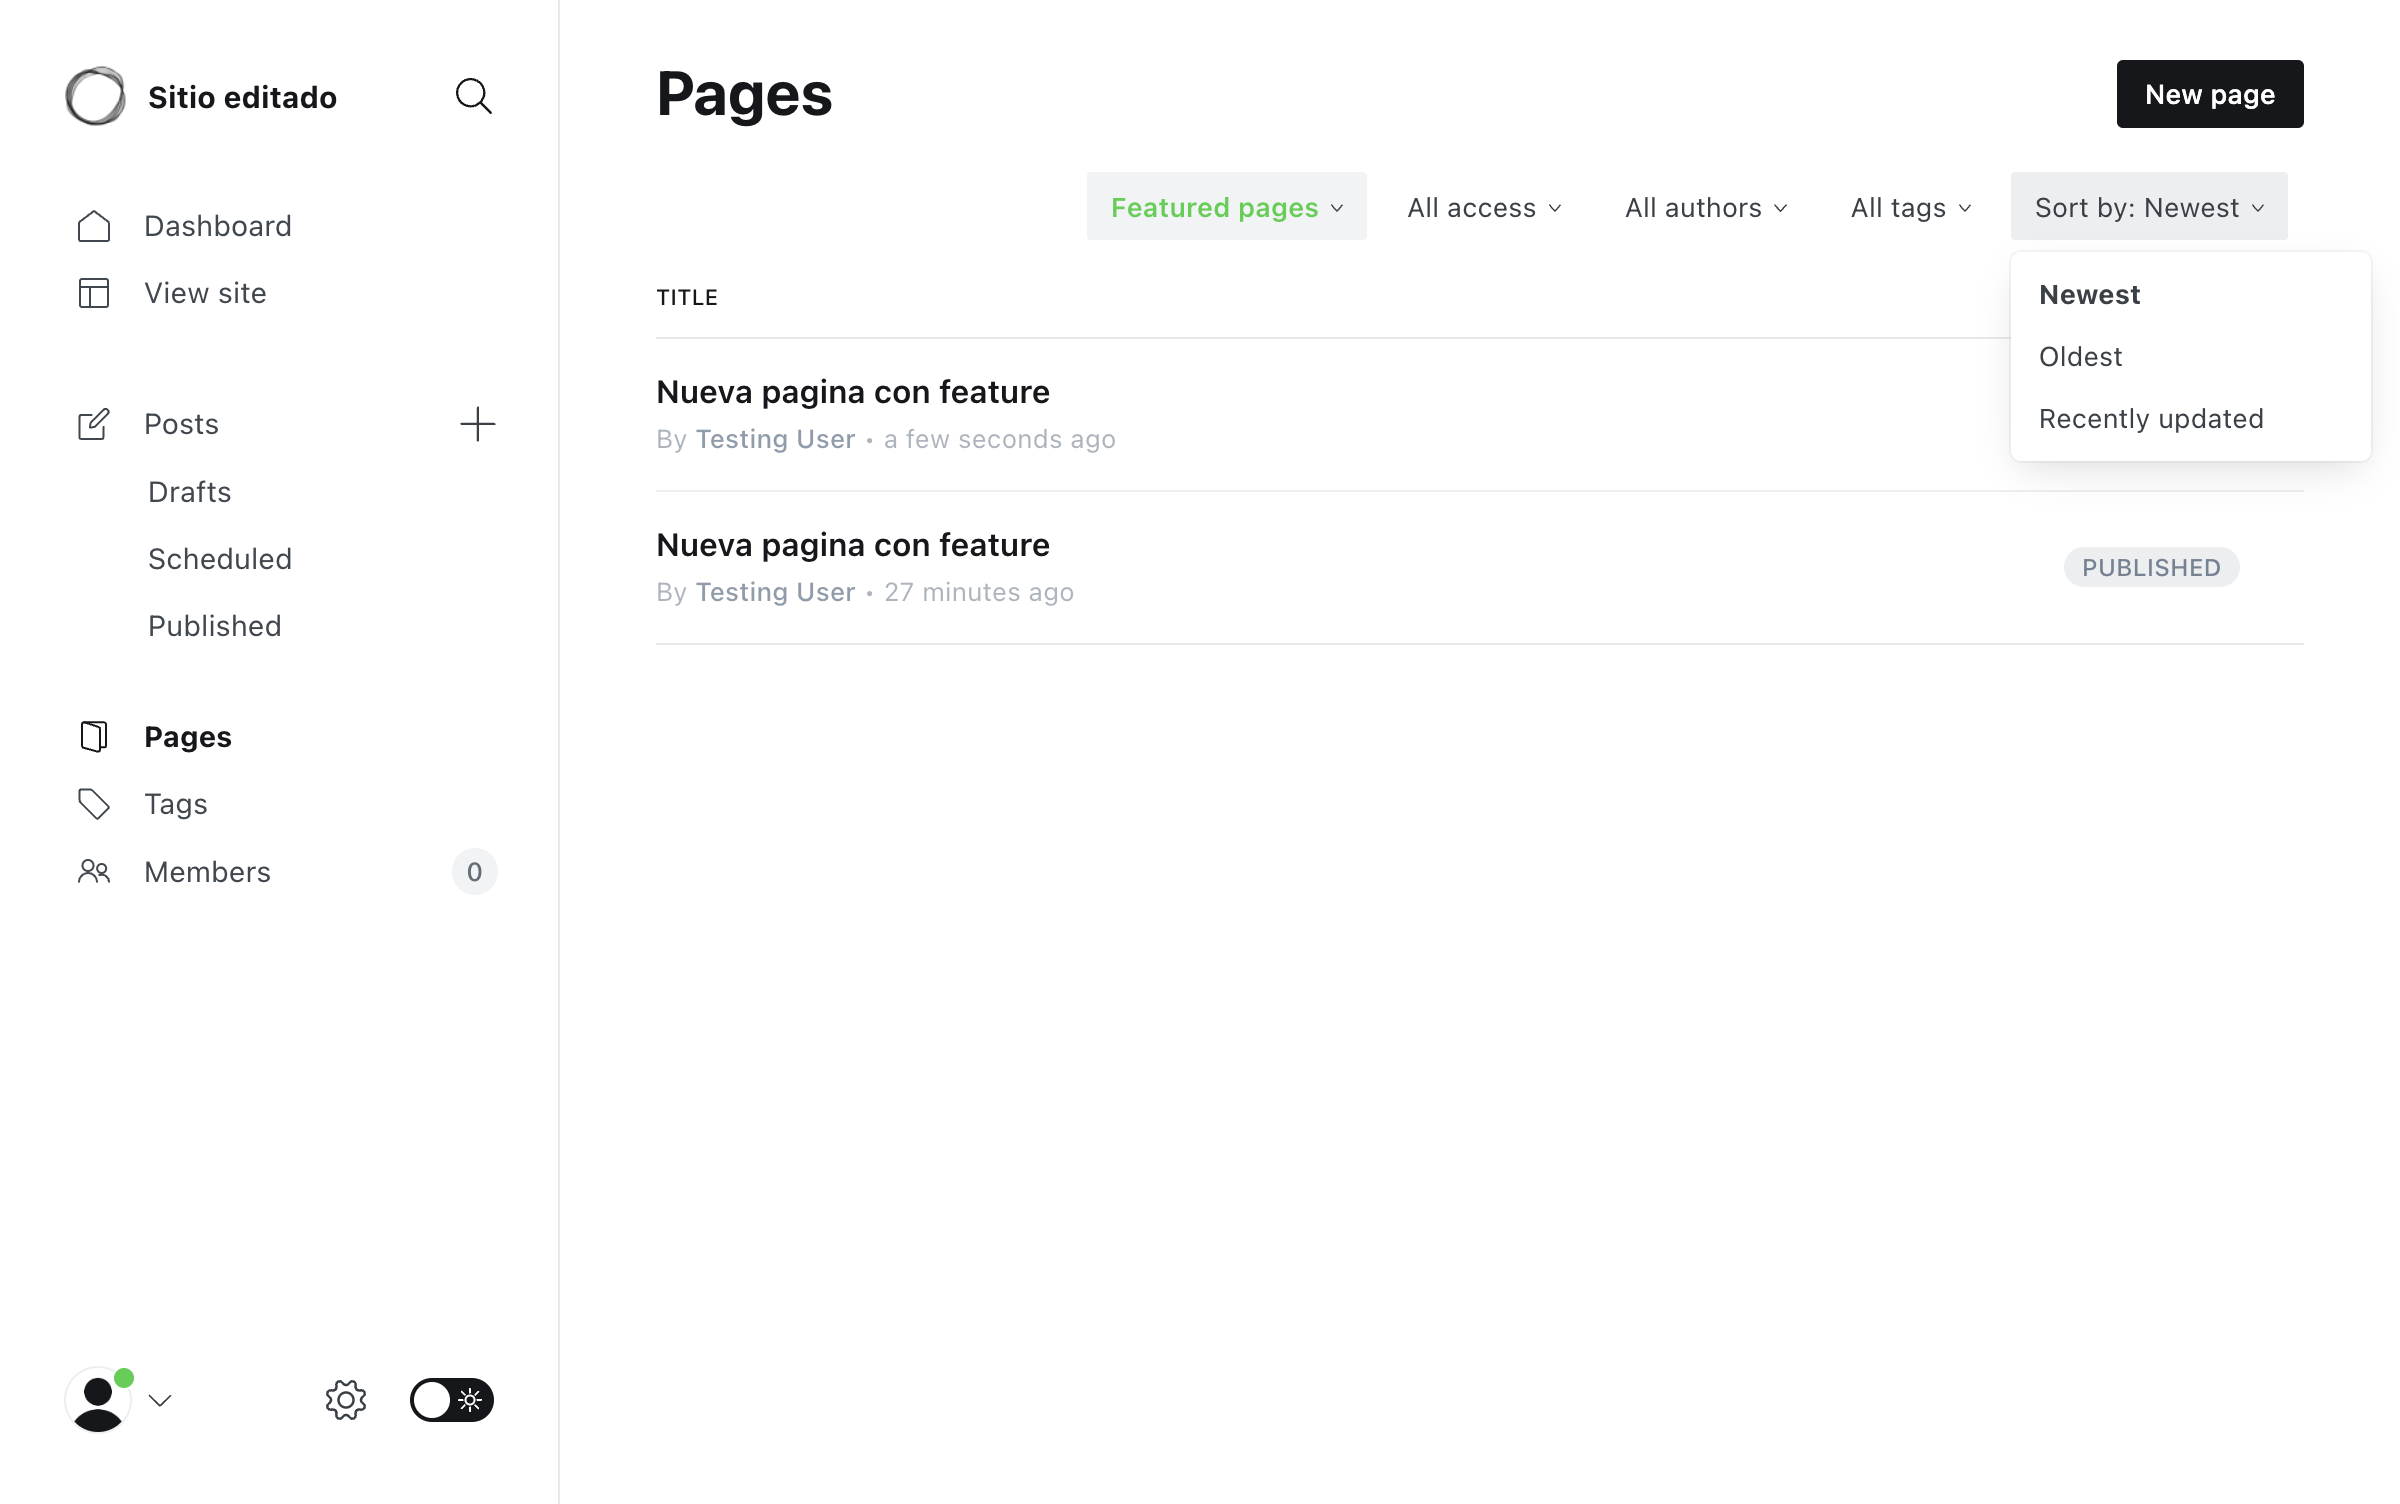 Sitio editado
Dashboard
View site
Posts
Drafts
Scheduled
Published
Pages
Tags
Members
0
Pages
New page
Featured pages
All access
All authors
All tags
Sort by: Newest
Newest
Oldest
Recently updated
TITLE
Nueva pagina con feature
By Testing User • a few seconds ago
Nueva pagina con feature
By Testing User • 27 minutes ago
PUBLISHED